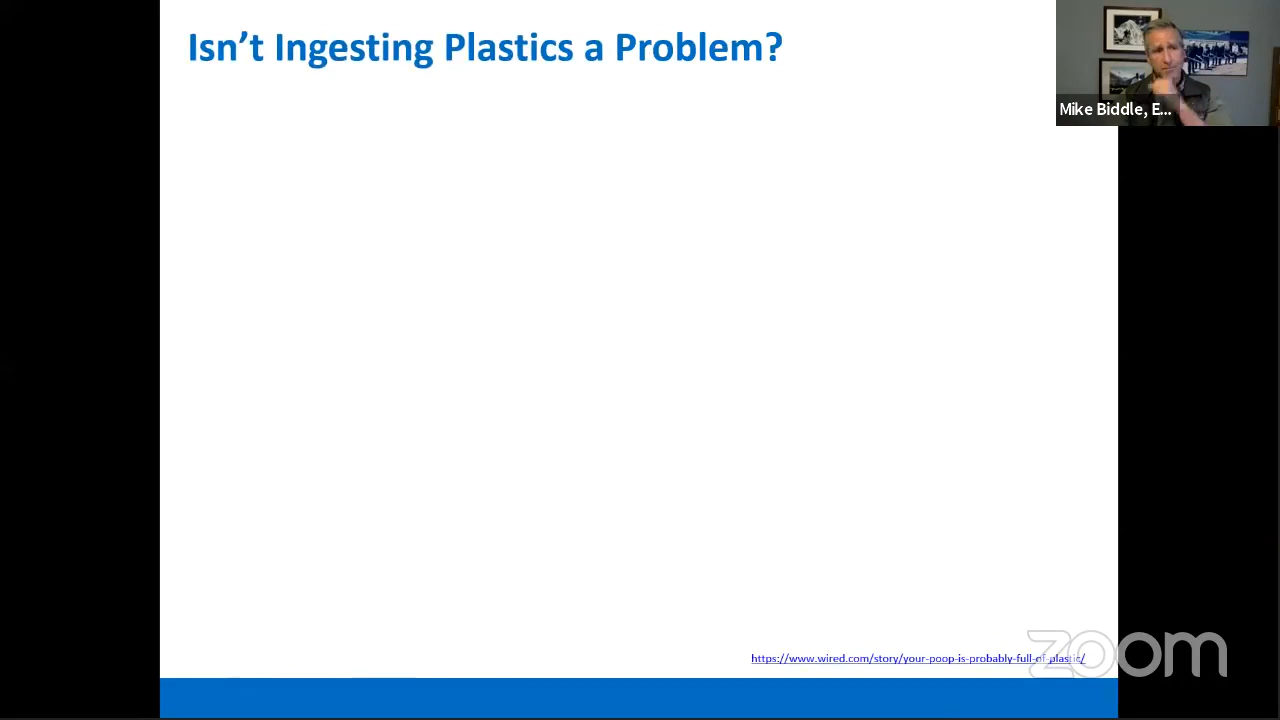 Isn't Ingesting Plastics a Problem?
Mike Biddle, E...
https://www.wired.com/story/your-poop-is-probably-full-of-plastic/
zoom